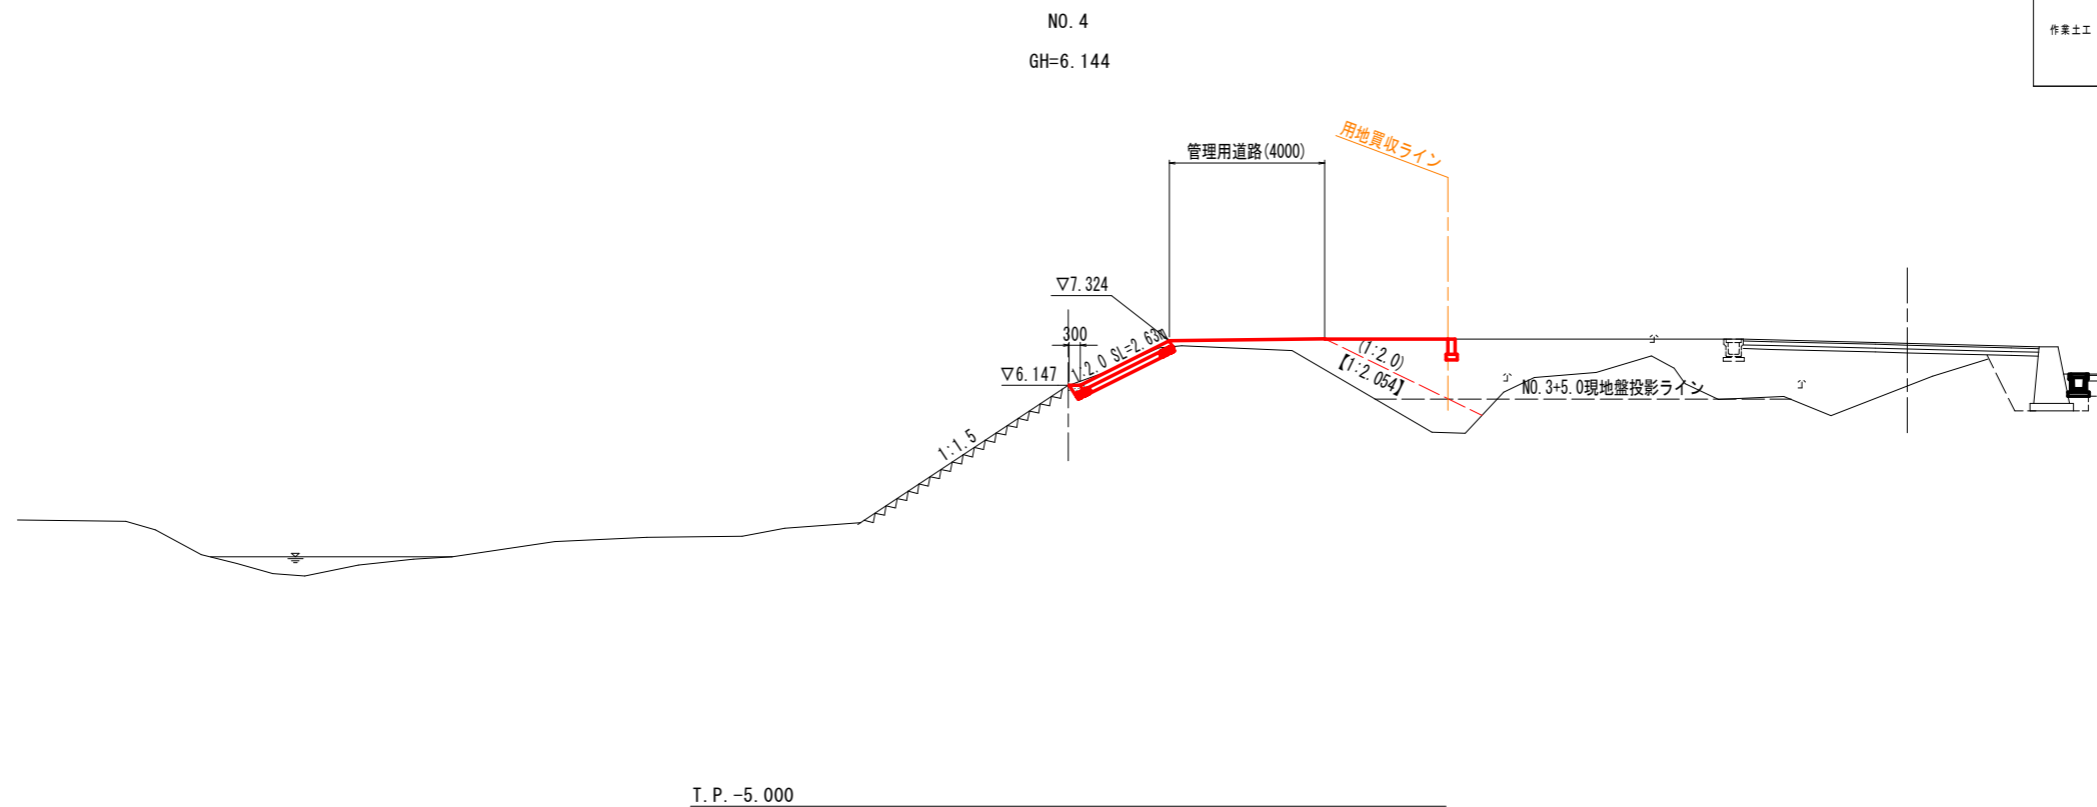 NO. 4
作業土工
GH=6.144
用地買収ライン
管理用道路(4000)
▽7.324
300
1:2.0 SL=2.63m
▽6.147
(1:2.0)
【1:2.054】
NO.3+5.0現地盤投影ライン
1:1.5
T.P.-5.000